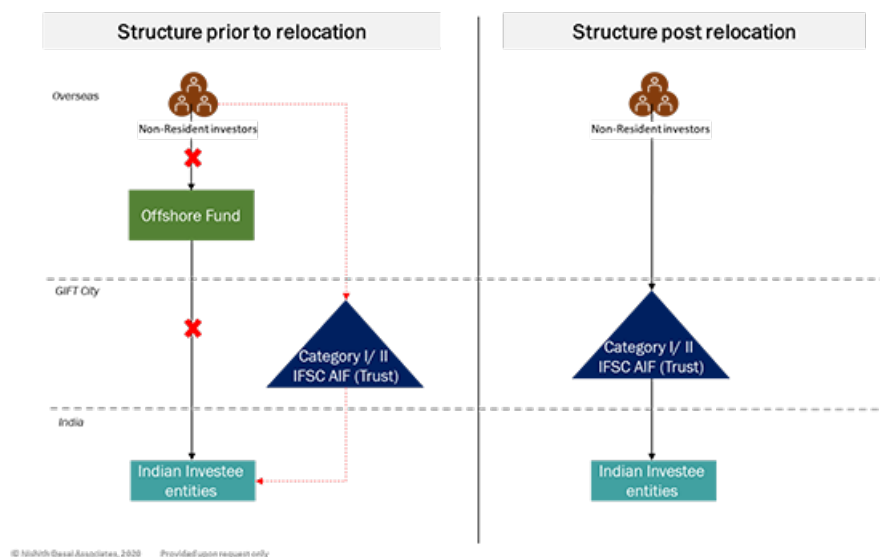 Structure prior to relocation
Structure post relocation
Overseas
Non-Resident investors
Non-Resident investors
Offshore Fund
GIFT City
Category I/ II
IFSC AIF (Trust)
Category I/ II
IFSC AIF (Trust)
India
Indian Investee
entities
Indian Investee
entities
© Nishith Desai Associates, 2020 Provided upon request only